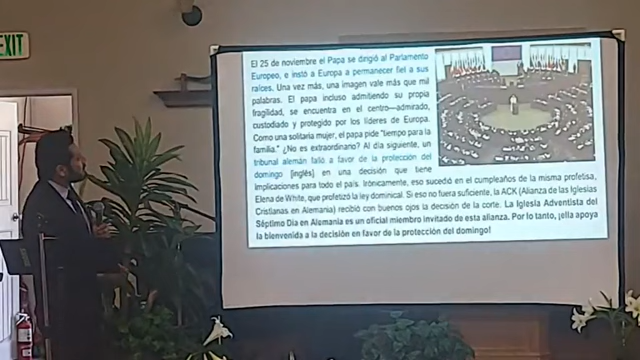 EXIT
El 25 de noviembre el Papa se dirigió al Parlamento
Europeo, e instó a Europa a permanecer fiel a sus
raíces. Una vez más, una imagen vale más que mil
palabras. El papa incluso admitiendo su propia
fragilidad, se encuentra en el centro—admirado,
custodiado y protegido por los líderes de Europa.
Como una solitaria mujer, el papa pide "tiempo para la
familia." ¿No es extraordinario? Al día siguiente, un
tribunal alemán falló a favor de la protección del
domingo [inglés] en una decisión que tiene
implicaciones para todo el país. Irónicamente, eso sucedió en el cumpleaños de la misma profetisa,
Elena de White, que profetizó la ley dominical. Si eso no fuera suficiente, la ACK (Alianza de las Iglesias
Cristianas en Alemania) recibió con buenos ojos la decisión de la corte. La Iglesia Adventista del
Séptimo Día en Alemania es un oficial miembro invitado de esta alianza. Por lo tanto, ¡ella apoya
la bienvenida a la decisión en favor de la protección del domingo!